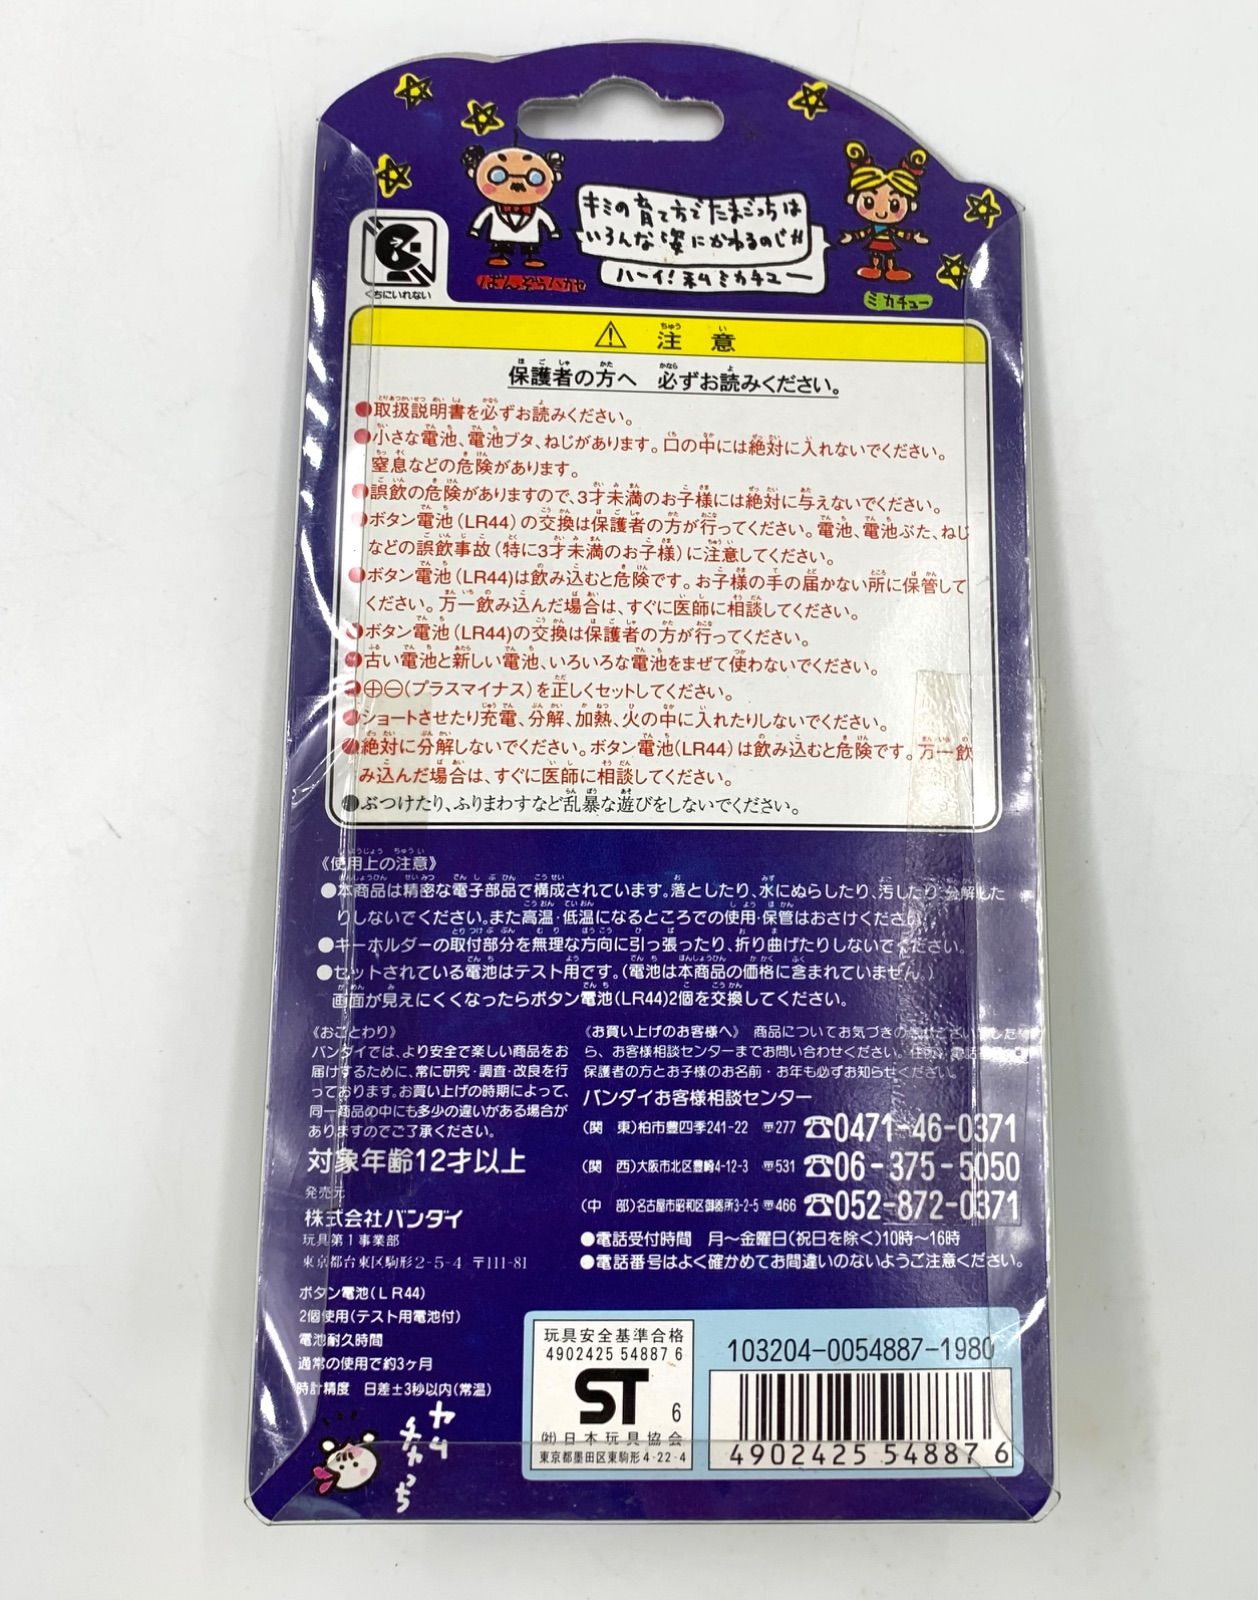 キミの育て方でたまごっちは
いろんな姿にかわるのじゃ
ハーイ!私ミカチュー
ばんぞうハカセ
ミカチュー
くちにいれない
⚠注意
保護者の方へ 必ずお読みください。
●取扱説明書を必ずお読みください。
●小さな電池、電池ブタ、ねじがあります。口の中には絶対に入れないでください。
窒息などの危険があります。
●誤飲の危険がありますので、3才未満のお子様には絶対に与えないでください。
●ボタン電池(LR44)の交換は保護者の方が行ってください。電池、電池ぶた、ねじ
などの誤飲事故(特に3才未満のお子様)に注意してください。
●ボタン電池(LR44)は飲み込むと危険です。お子様の手の届かない所に保管して
ください。万一飲み込んだ場合は、すぐに医師に相談してください。
●ボタン電池(LR44)の交換は保護者の方が行ってください。
●古い電池と新しい電池、いろいろな電池をまぜて使わないでください。
●⊕⊖(プラスマイナス)を正しくセットしてください。
●ショートさせたり充電、分解、加熱、火の中に入れたりしないでください。
●絶対に分解しないでください。ボタン電池(LR44)は飲み込むと危険です。万一飲
み込んだ場合は、すぐに医師に相談してください。
●ぶつけたり、ふりまわすなど乱暴な遊びをしないでください。
《使用上の注意》
●本商品は精密な電子部品で構成されています。落としたり、水にぬらしたり、汚したり、分解した
りしないでください。また高温・低温になるところでの使用・保管はおさけください。
●キーホルダーの取付部分を無理な方向に引っ張ったり、折り曲げたりしないでください。
●セットされている電池はテスト用です。(電池は本商品の価格に含まれていません。)
画面が見えにくくなったらボタン電池(LR44)2個を交換してください。
《おことわり》
バンダイでは、より安全で楽しい商品をお
届けするために、常に研究・調査・改良を行
っております。お買い上げの時期によって、
同一商品の中にも多少の違いがある場合が
ありますのでご了承ください。
対象年齢12才以上
発売元
株式会社バンダイ
玩具第1事業部
東京都台東区駒形2-5-4 〒111-81
ボタン電池(LR44)
2個使用(テスト用電池付)
電池耐久時間
通常の使用で約3ヶ月
時計精度 日差±3秒以内(常温)
《お買い上げのお客様へ》 商品についてお気づきの点がございました
ら、お客様相談センターまでお問い合わせください。住所、電話
保護者の方とお子様のお名前・お年も必ずお知らせください。
バンダイお客様相談センター
(関 東)柏市豊四季241-22 〒277 ☎0471-46-0371
(関 西)大阪市北区豊崎4-12-3 〒531 ☎06-375-5050
(中 部)名古屋市昭和区御器所3-2-5 〒466 ☎052-872-0371
●電話受付時間 月〜金曜日(祝日を除く)10時〜16時
●電話番号はよく確かめてお間違いのないようご注意ください。
玩具安全基準合格
4902425 54887 6
ST 6
(社)日本玩具協会
東京都墨田区東駒形4-22-4
103204-0054887-1980
4902425 548876